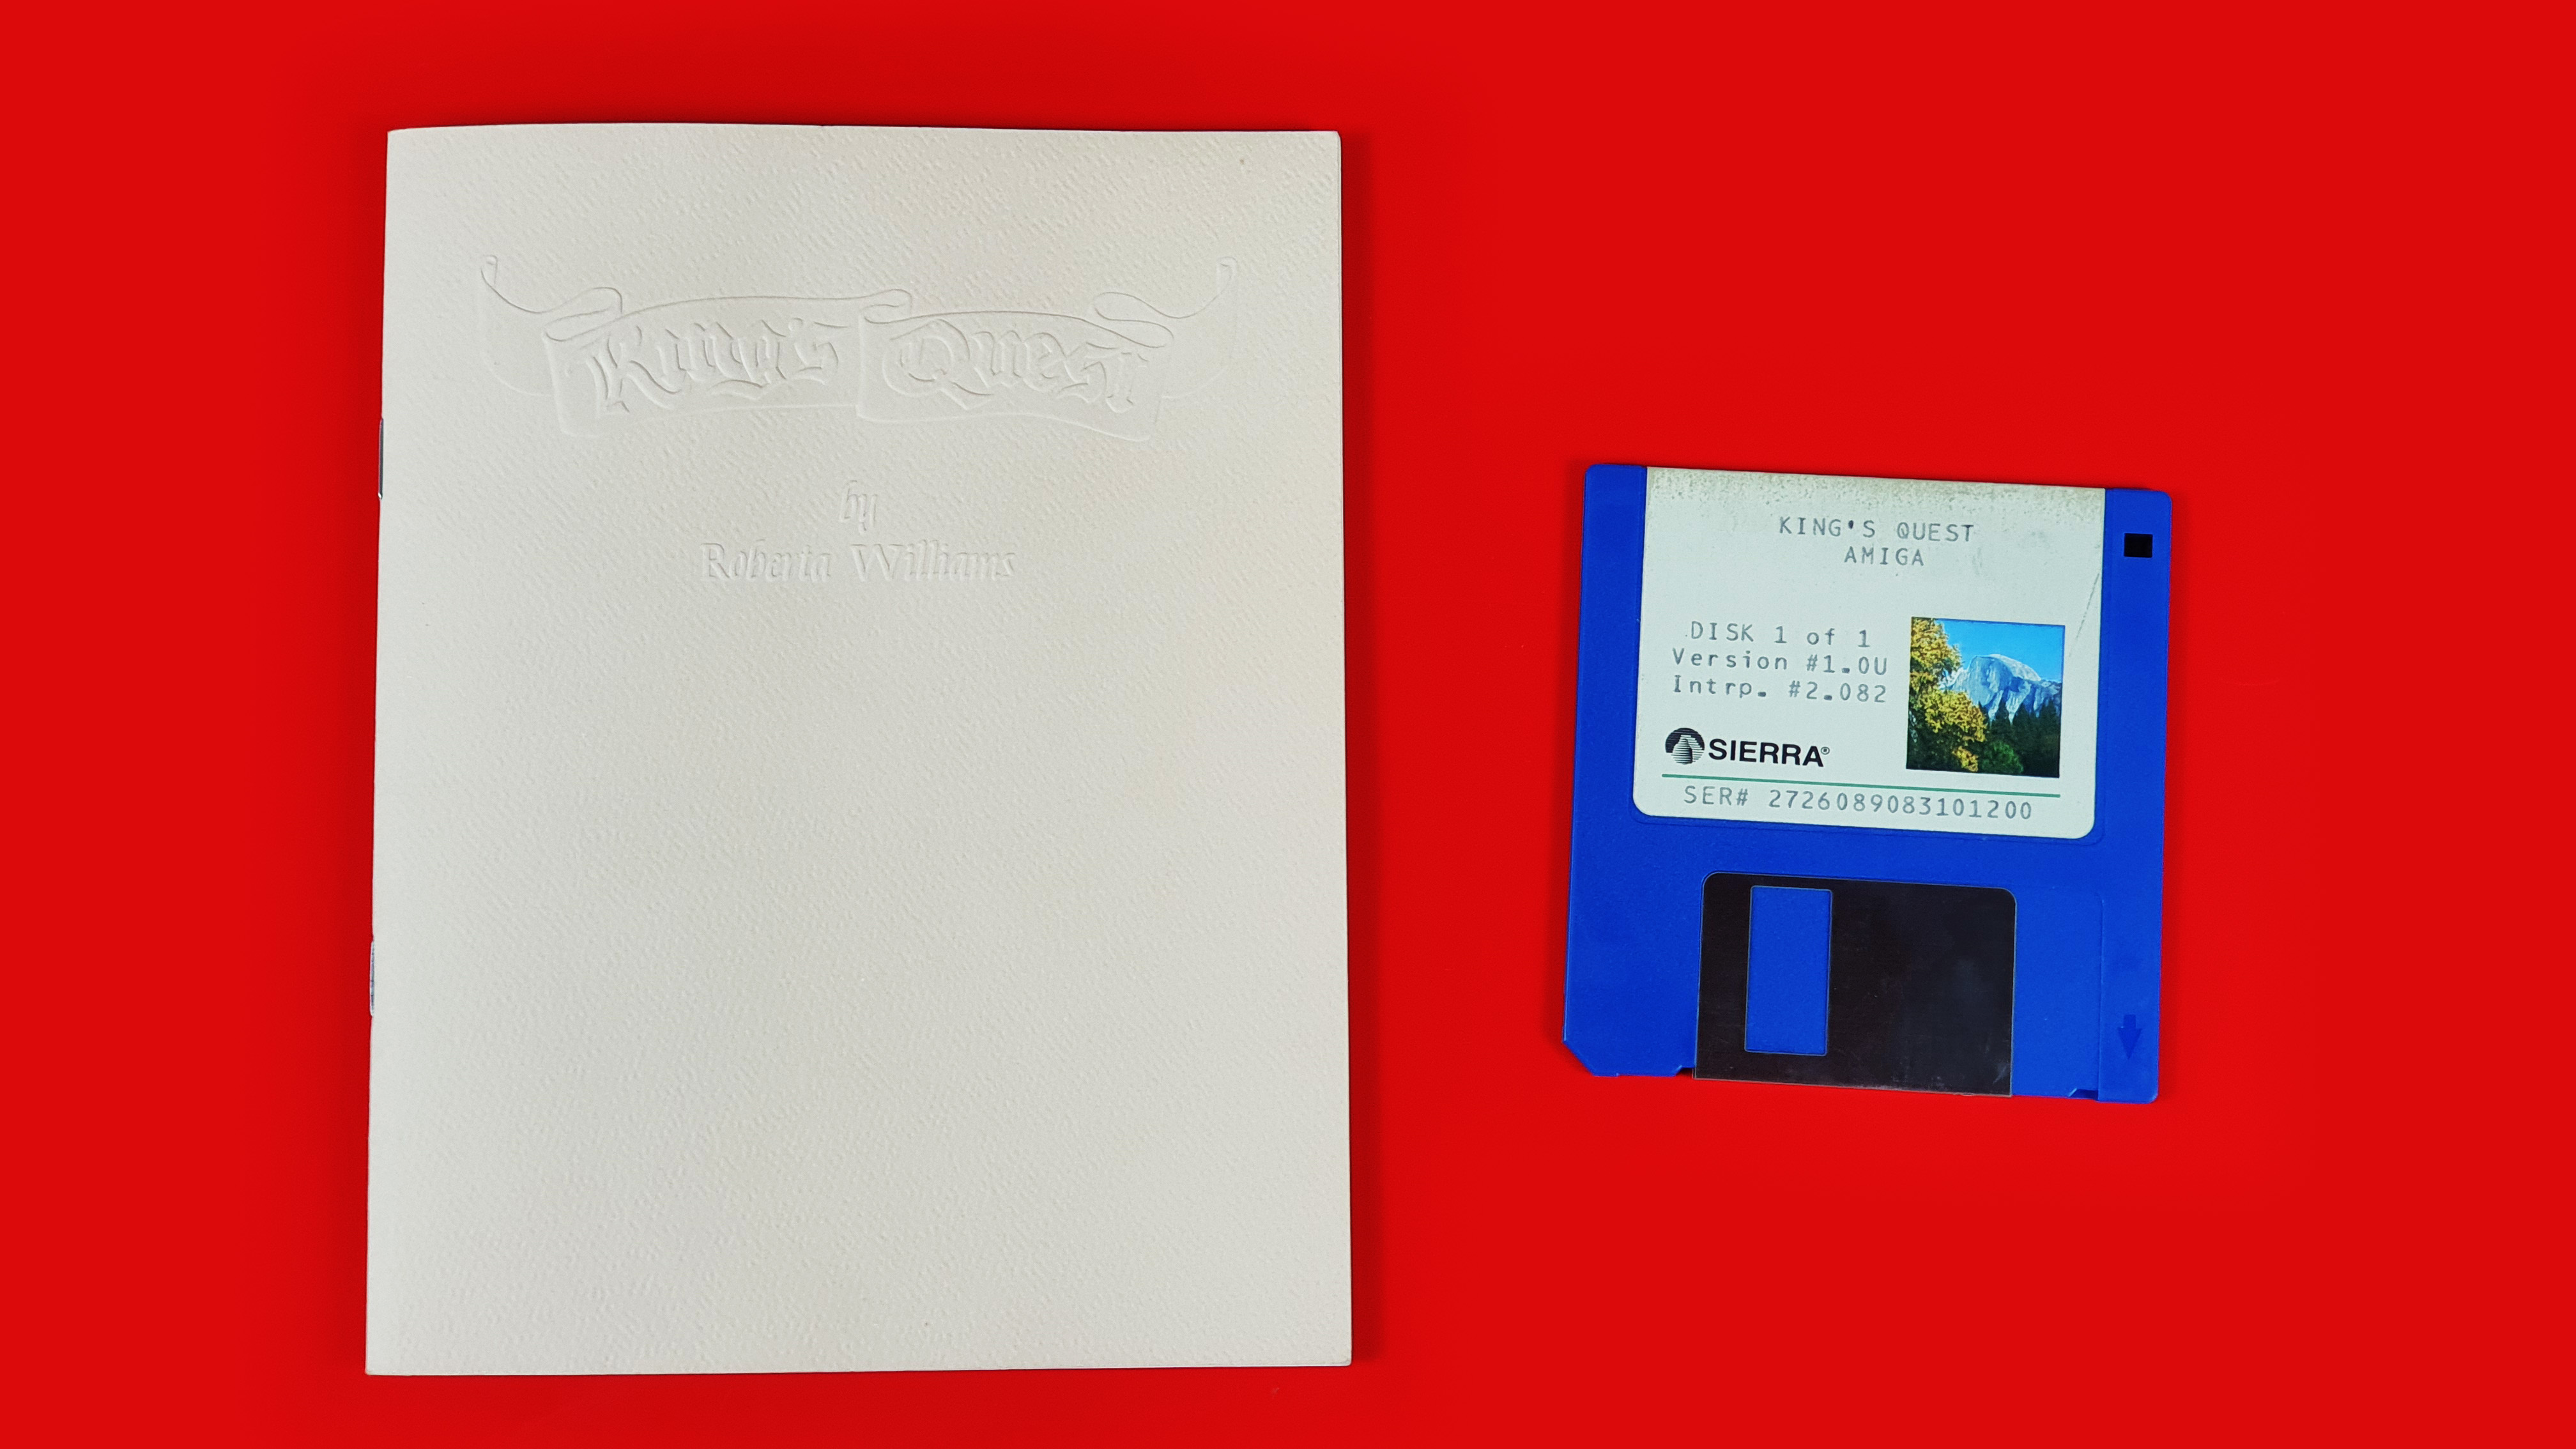 King's Quest
by
Roberta Williams
KING'S QUEST
AMIGA
DISK 1 of 1
Version #1.0U
Intrp. #2.082
SIERRA®
SER# 2726089083101200